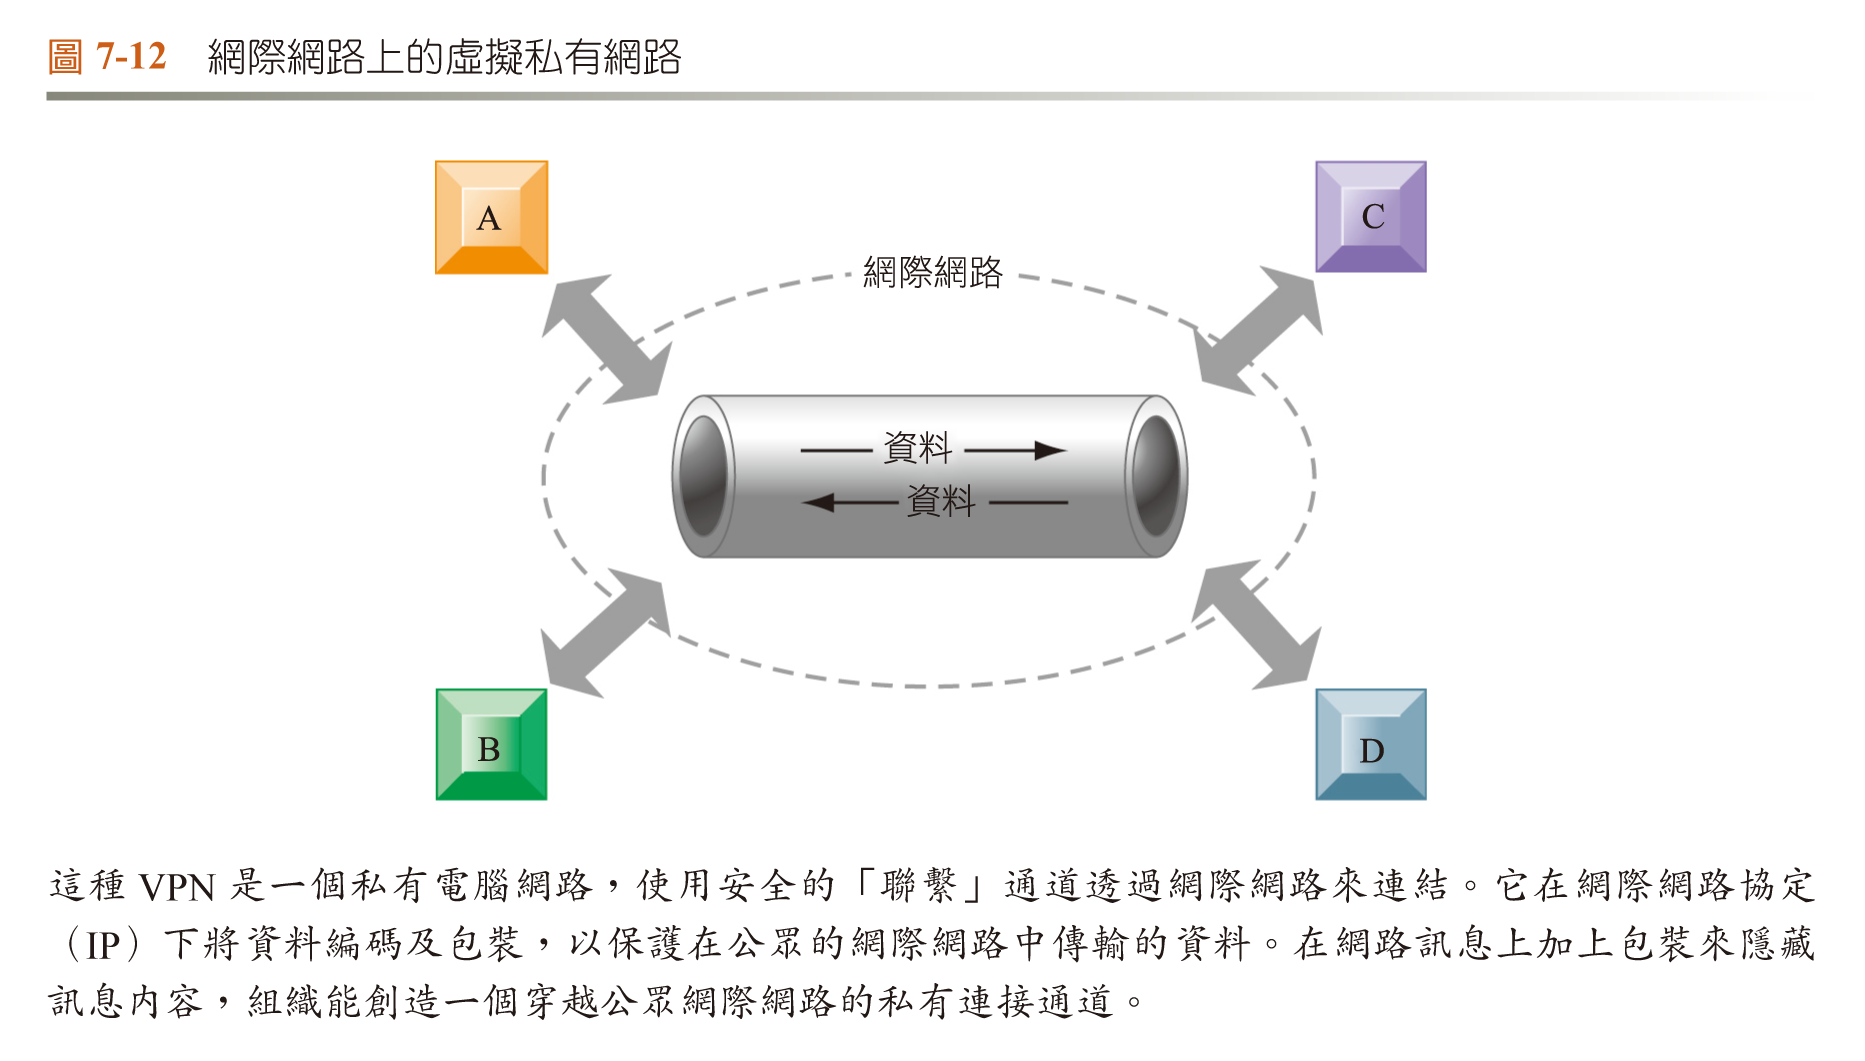 圖 7-12 網際網路上的虛擬私有網路
A
C
網際網路
資料
資料
B
D
這種 VPN 是一個私有電腦網路，使用安全的「聯繫」通道透過網際網路來連結。它在網際網路協定
（IP）下將資料編碼及包裝，以保護在公眾的網際網路中傳輸的資料。在網路訊息上加上包裝來隱藏
訊息內容，組織能創造一個穿越公眾網際網路的私有連接通道。